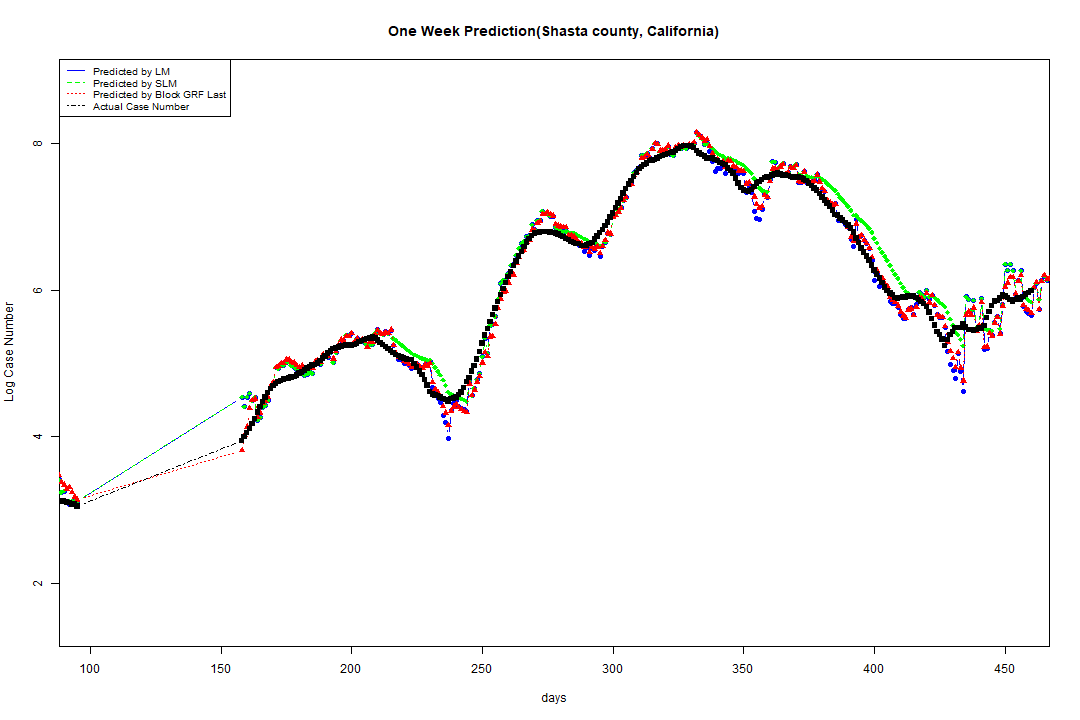 One Week Prediction(Shasta county, California)
Predicted by LM
Predicted by SLM
Predicted by Block GRF Last
Actual Case Number
8
6
4
2
Log Case Number
100 150 200 250 300 350 400 450
days